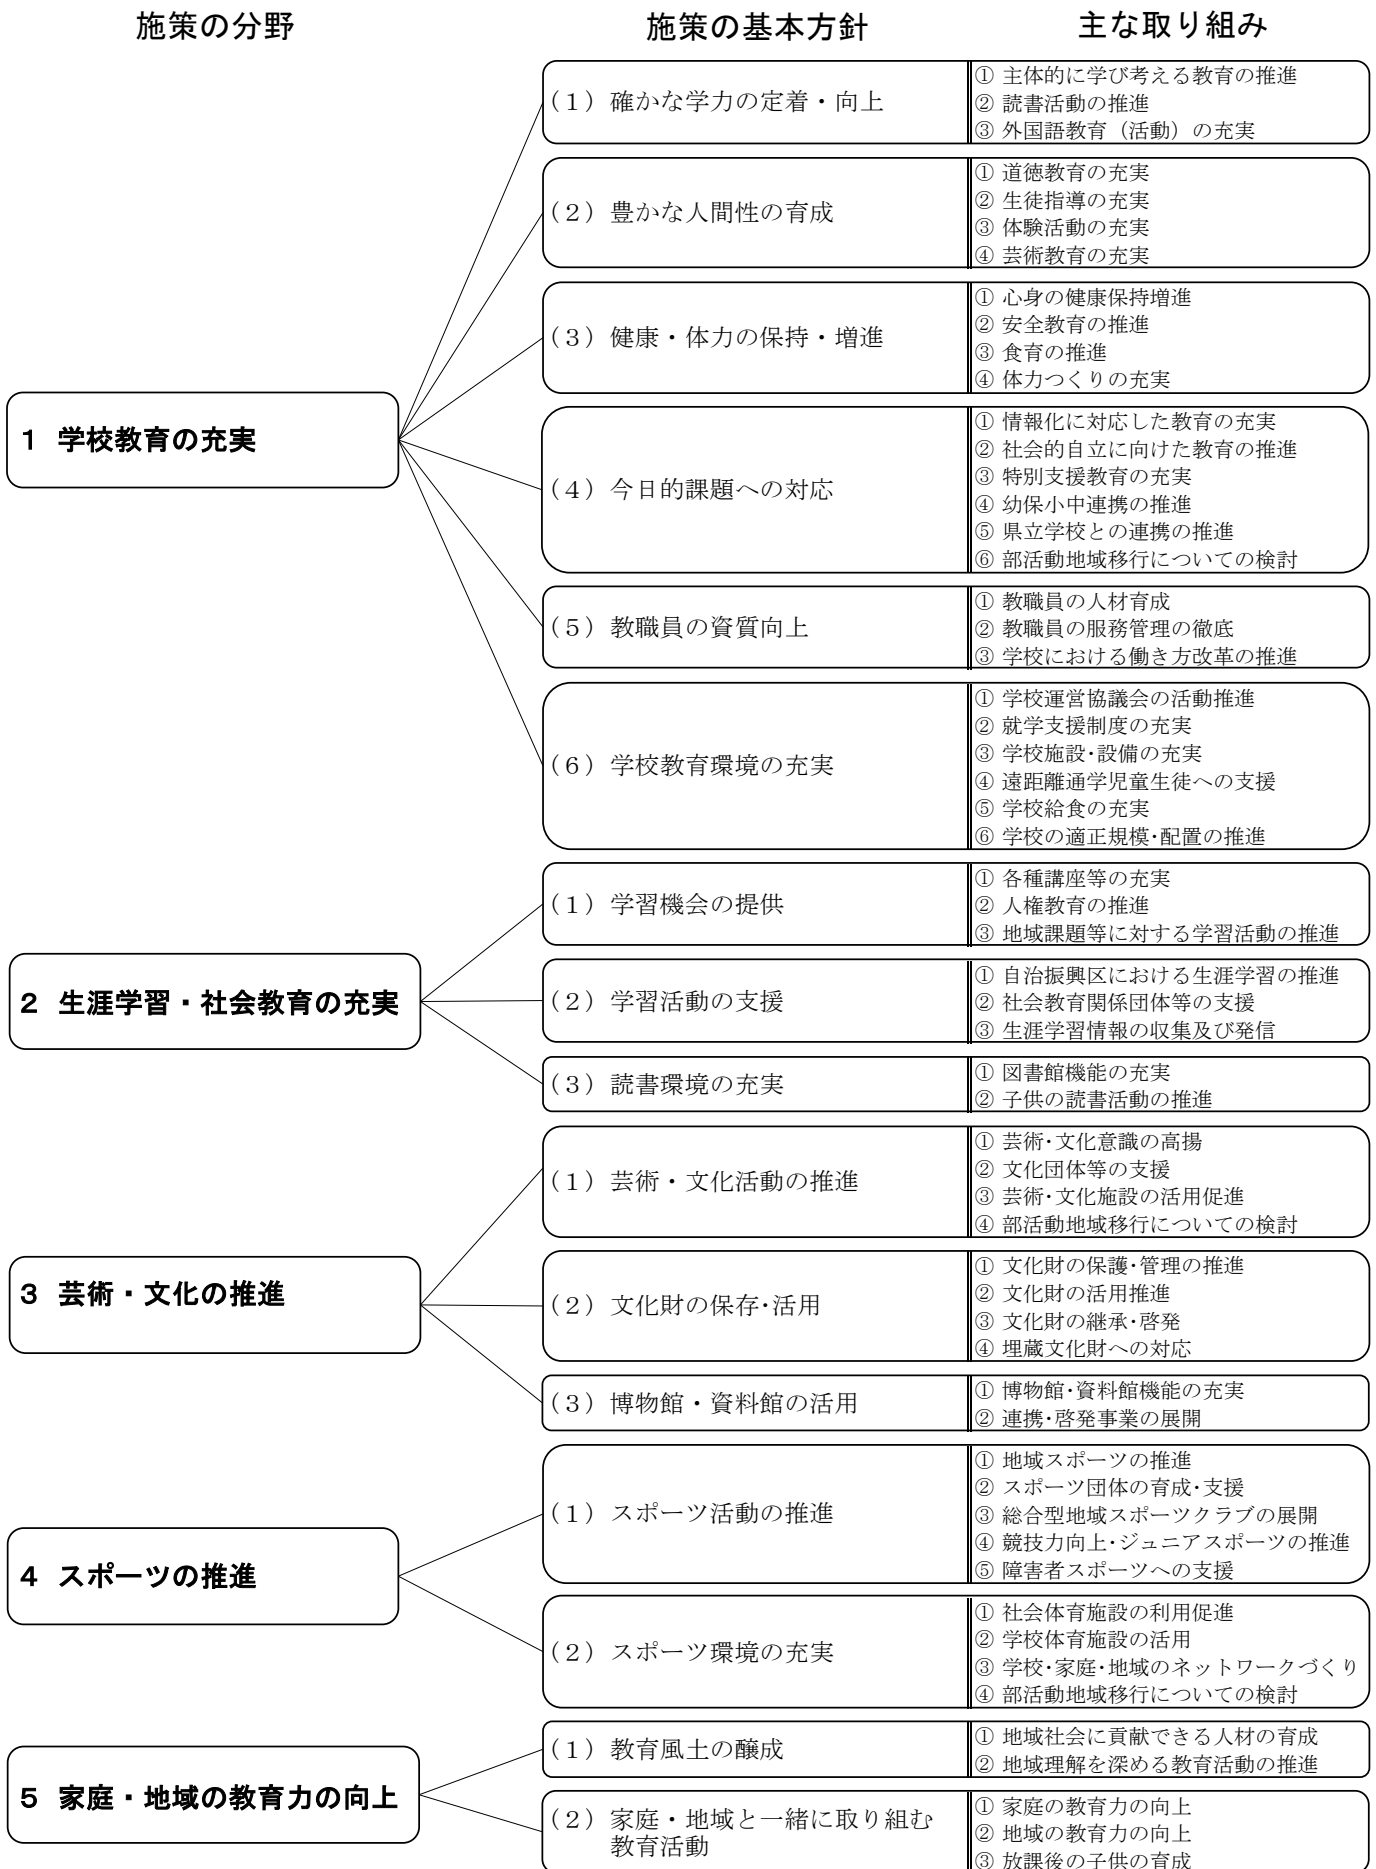 施策の分野
施策の基本方針
主な取り組み
1 学校教育の充実
（１）確かな学力の定着・向上
① 主体的に学び考える教育の推進
② 読書活動の推進
③ 外国語教育（活動）の充実
（２）豊かな人間性の育成
① 道徳教育の充実
② 生徒指導の充実
③ 体験活動の充実
④ 芸術教育の充実
（３）健康・体力の保持・増進
① 心身の健康保持増進
② 安全教育の推進
③ 食育の推進
④ 体力つくりの充実
（４）今日的課題への対応
① 情報化に対応した教育の充実
② 社会的自立に向けた教育の推進
③ 特別支援教育の充実
④ 幼保小中連携の推進
⑤ 県立学校との連携の推進
⑥ 部活動地域移行についての検討
（５）教職員の資質向上
① 教職員の人材育成
② 教職員の服務管理の徹底
③ 学校における働き方改革の推進
（６）学校教育環境の充実
① 学校運営協議会の活動推進
② 就学支援制度の充実
③ 学校施設･設備の充実
④ 遠距離通学児童生徒への支援
⑤ 学校給食の充実
⑥ 学校の適正規模･配置の推進
2 生涯学習・社会教育の充実
（１）学習機会の提供
① 各種講座等の充実
② 人権教育の推進
③ 地域課題等に対する学習活動の推進
（２）学習活動の支援
① 自治振興区における生涯学習の推進
② 社会教育関係団体等の支援
③ 生涯学習情報の収集及び発信
（３）読書環境の充実
① 図書館機能の充実
② 子供の読書活動の推進
3 芸術・文化の推進
（１）芸術・文化活動の推進
① 芸術･文化意識の高揚
② 文化団体等の支援
③ 芸術･文化施設の活用促進
④ 部活動地域移行についての検討
（２）文化財の保存･活用
① 文化財の保護･管理の推進
② 文化財の活用推進
③ 文化財の継承･啓発
④ 埋蔵文化財への対応
（３）博物館・資料館の活用
① 博物館･資料館機能の充実
② 連携･啓発事業の展開
4 スポーツの推進
（１）スポーツ活動の推進
① 地域スポーツの推進
② スポーツ団体の育成･支援
③ 総合型地域スポーツクラブの展開
④ 競技力向上･ジュニアスポーツの推進
⑤ 障害者スポーツへの支援
（２）スポーツ環境の充実
① 社会体育施設の利用促進
② 学校体育施設の活用
③ 学校･家庭･地域のネットワークづくり
④ 部活動地域移行についての検討
5 家庭・地域の教育力の向上
（１）教育風土の醸成
① 地域社会に貢献できる人材の育成
② 地域理解を深める教育活動の推進
（２）家庭・地域と一緒に取り組む
教育活動
① 家庭の教育力の向上
② 地域の教育力の向上
③ 放課後の子供の育成